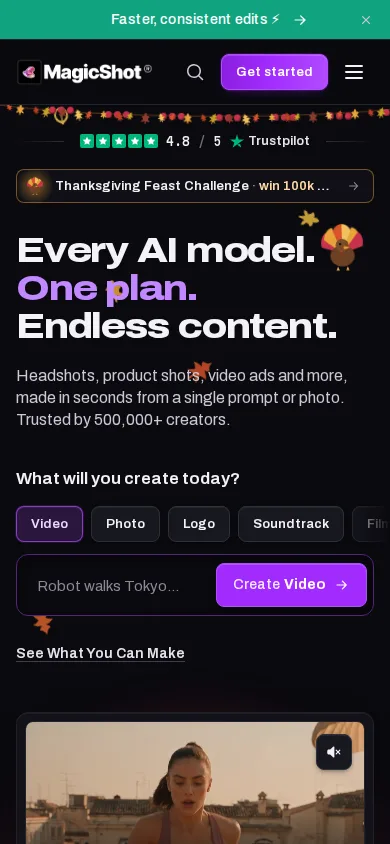 Faster, consistent edits ⚡ → ×
MagicShot®
Get started
4.8 / 5 Trustpilot
Thanksgiving Feast Challenge · win 100k ... →
Every AI model.
One plan.
Endless content.
Headshots, product shots, video ads and more,
made in seconds from a single prompt or photo.
Trusted by 500,000+ creators.
What will you create today?
Video Photo Logo Soundtrack
Robot walks Tokyo... Create Video →
See What You Can Make